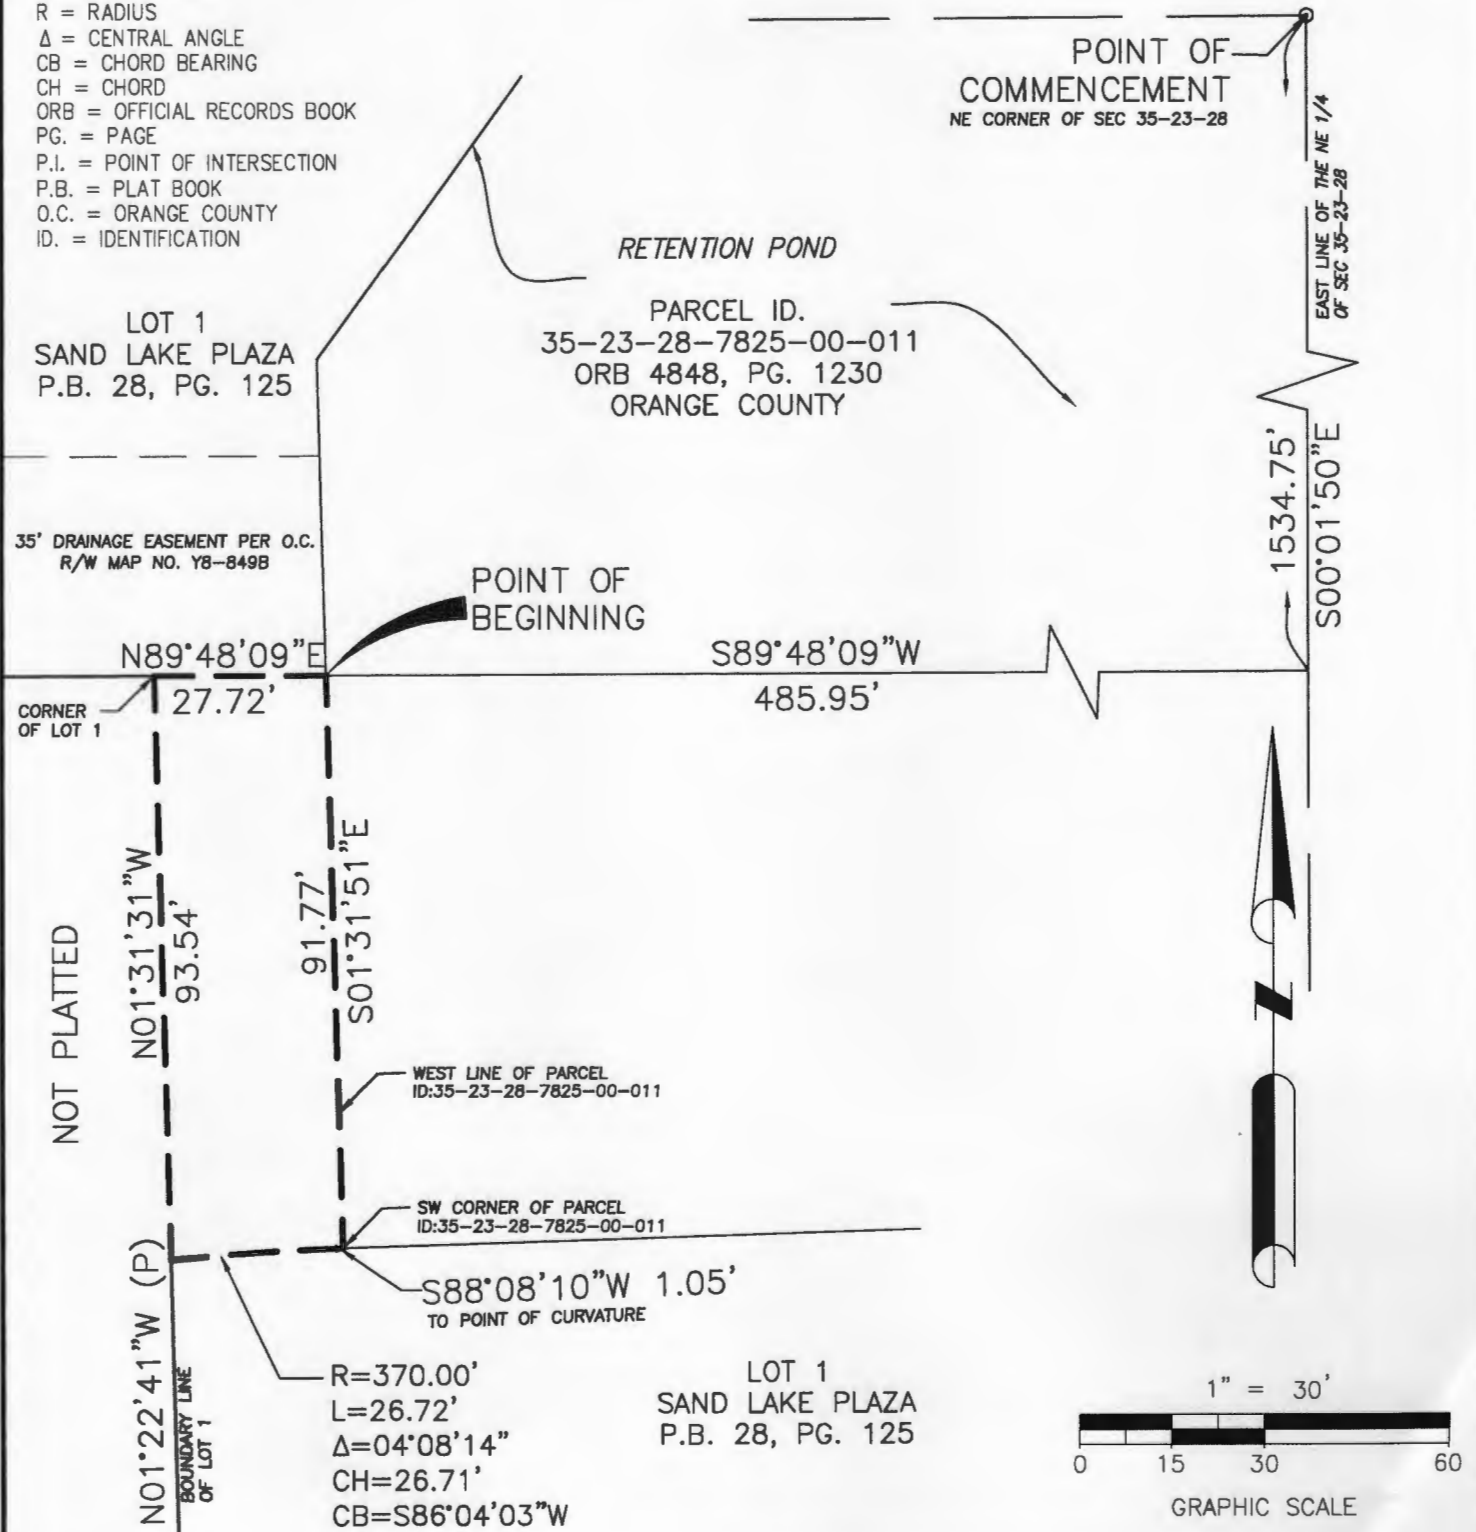 R = RADIUS
Δ = CENTRAL ANGLE
CB = CHORD BEARING
CH = CHORD
ORB = OFFICIAL RECORDS BOOK
PG. = PAGE
P.I. = POINT OF INTERSECTION
P.B. = PLAT BOOK
O.C. = ORANGE COUNTY
ID. = IDENTIFICATION
POINT OF
COMMENCEMENT
NE CORNER OF SEC 35-23-28
EAST LINE OF THE NE 1/4
OF SEC 35-23-28
RETENTION POND
PARCEL ID.
35-23-28-7825-00-011
ORB 4848, PG. 1230
ORANGE COUNTY
LOT 1
SAND LAKE PLAZA
P.B. 28, PG. 125
1534.75'
S00°01'50"E
35' DRAINAGE EASEMENT PER O.C.
R/W MAP NO. Y8-849B
POINT OF
BEGINNING
N89°48'09"E
27.72'
S89°48'09"W
485.95'
CORNER
OF LOT 1
NOT PLATTED
N01°31'31"W
93.54'
91.77'
S01°31'51"E
WEST LINE OF PARCEL
ID:35-23-28-7825-00-011
SW CORNER OF PARCEL
ID:35-23-28-7825-00-011
S88°08'10"W 1.05'
TO POINT OF CURVATURE
N01°22'41"W (P)
BOUNDARY LINE
OF LOT 1
R=370.00'
L=26.72'
Δ=04°08'14"
CH=26.71'
CB=S86°04'03"W
LOT 1
SAND LAKE PLAZA
P.B. 28, PG. 125
N
1" = 30'
0 15 30 60
GRAPHIC SCALE